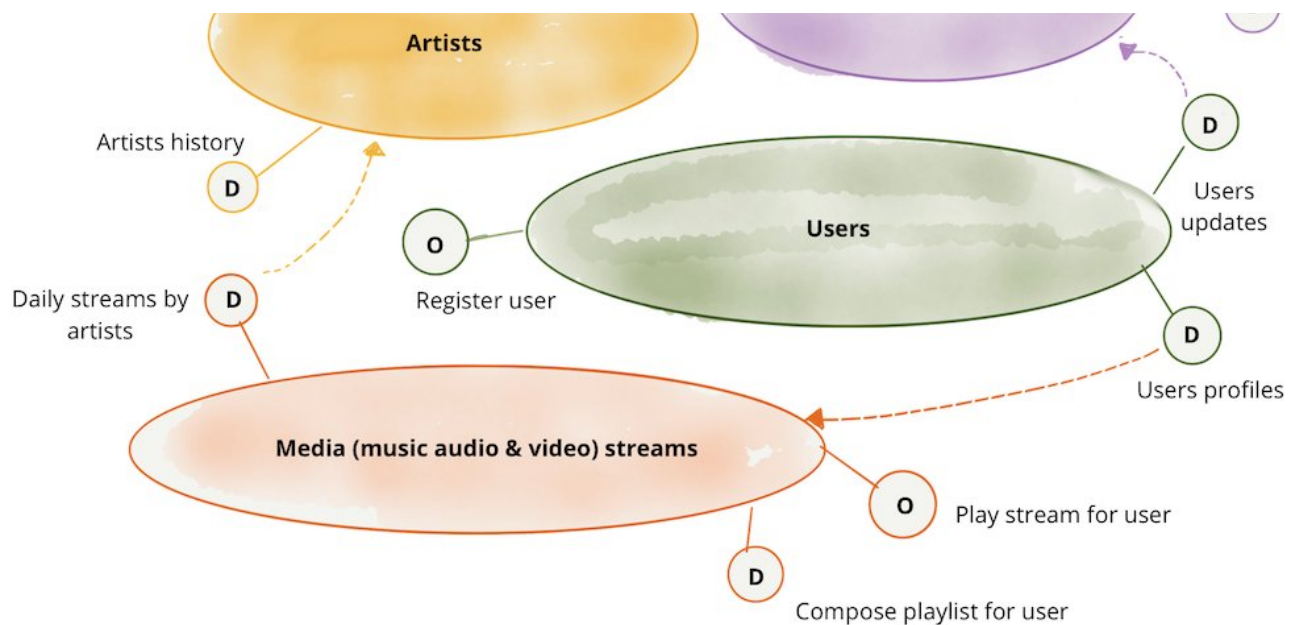 Artists
Artists history
D
D
Users
updates
O
Users
Register user
Daily streams by
artists
D
D
Users profiles
Media (music audio & video) streams
O
Play stream for user
D
Compose playlist for user